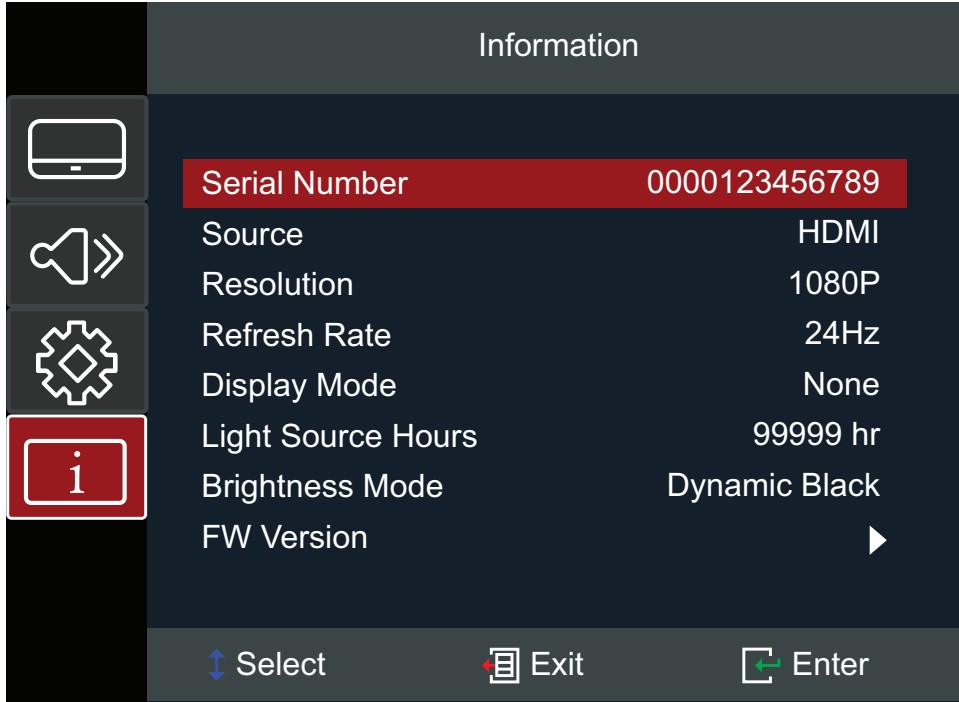 Information
Serial Number 0000123456789
Source HDMI
Resolution 1080P
Refresh Rate 24Hz
Display Mode None
Light Source Hours 99999 hr
Brightness Mode Dynamic Black
FW Version
i
Select Exit Enter